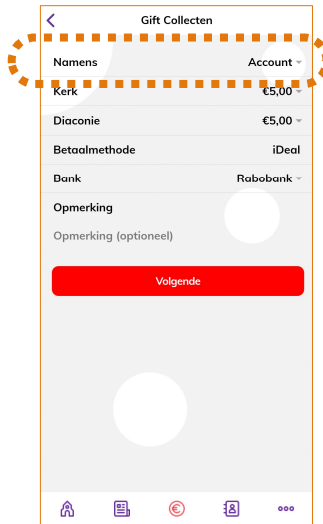 Gift Collecten
Namens Account
Kerk €5,00
Diaconie €5,00
Betaalmethode iDeal
Bank Rabobank
Opmerking
Opmerking (optioneel)
Volgende